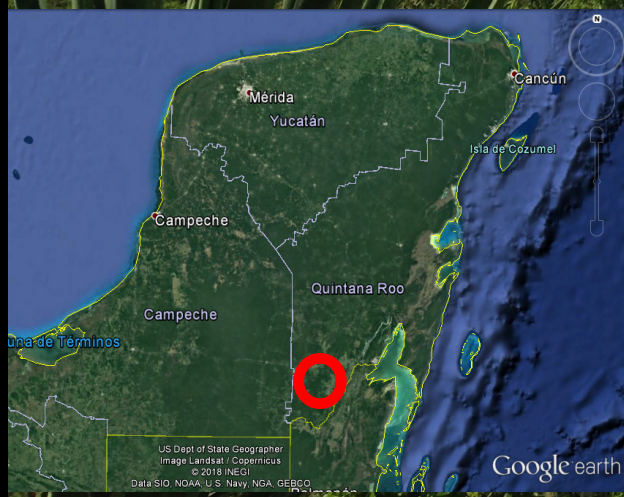 N
Cancún
Mérida
Yucatán
Isla de Cozumel
Campeche
Quintana Roo
Campeche
una de Términos
US Dept of State Geographer
Image Landsat / Copernicus
© 2018 INEGI
Data SIO, NOAA, U.S. Navy, NGA, GEBCO
Google earth